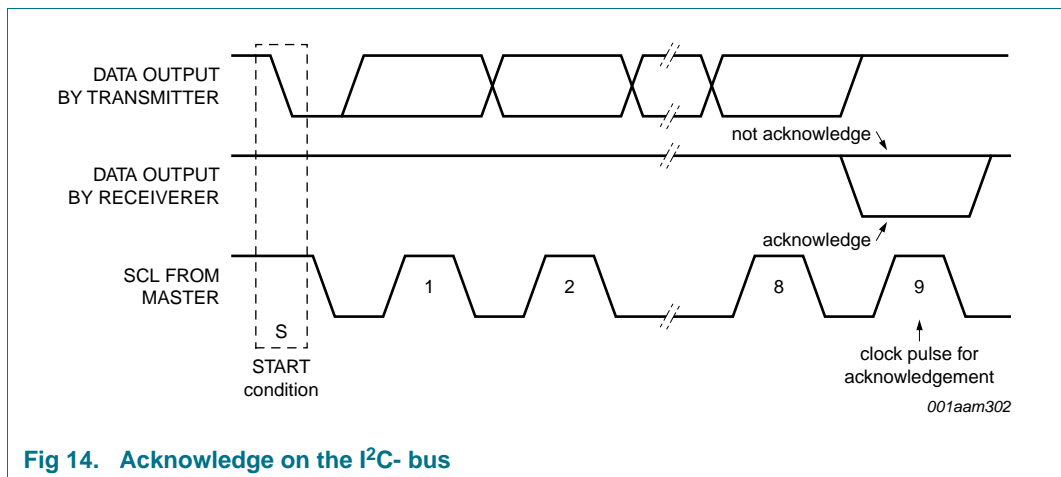 DATA OUTPUT
BY TRANSMITTER
not acknowledge
DATA OUTPUT
BY RECEIVERER
acknowledge
SCL FROM
MASTER
1
2
8
9
S
START
condition
clock pulse for
acknowledgement
001aam302
Fig 14. Acknowledge on the I²C- bus